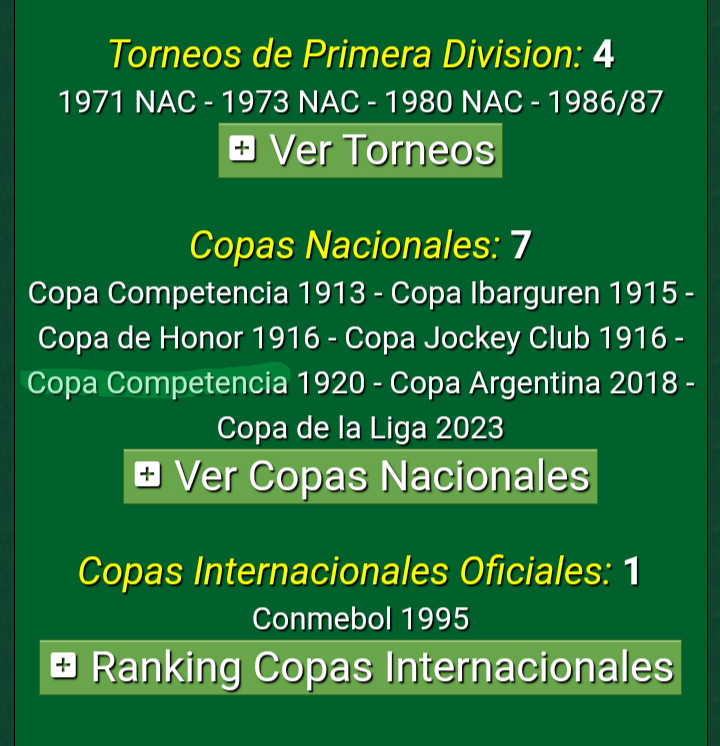 Torneos de Primera Division: 4
1971 NAC - 1973 NAC - 1980 NAC - 1986/87
Ver Torneos
Copas Nacionales: 7
Copa Competencia 1913 - Copa Ibarguren 1915 -
Copa de Honor 1916 - Copa Jockey Club 1916 -
Copa Competencia 1920 - Copa Argentina 2018 -
Copa de la Liga 2023
Ver Copas Nacionales
Copas Internacionales Oficiales: 1
Conmebol 1995
Ranking Copas Internacionales